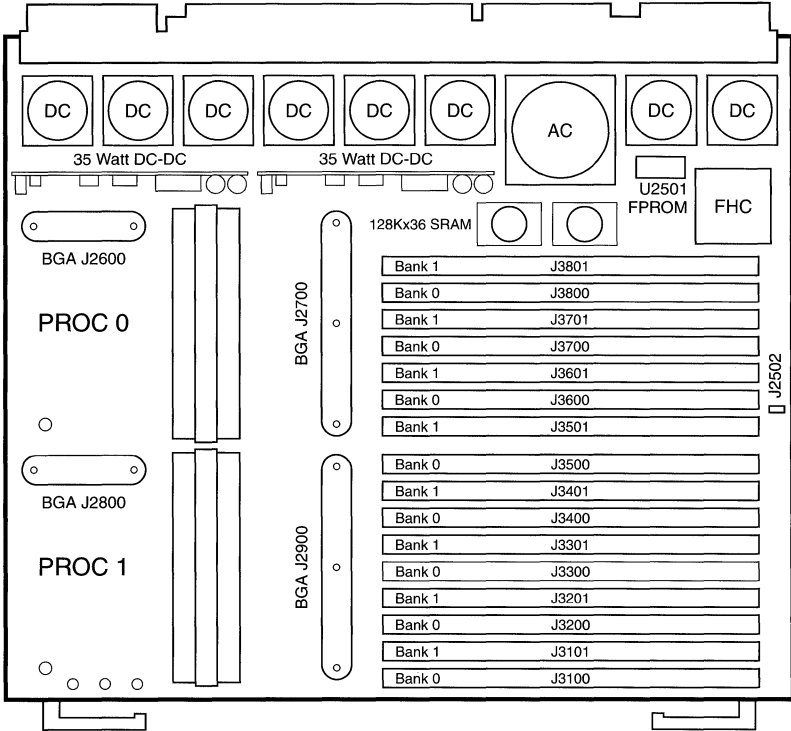 DC DC DC DC DC DC AC DC DC
35 Watt DC-DC 35 Watt DC-DC
U2501
FPROM
FHC
128Kx36 SRAM
BGA J2600
PROC 0
BGA J2700
Bank 1 J3801
Bank 0 J3800
Bank 1 J3701
Bank 0 J3700
Bank 1 J3601
Bank 0 J3600
Bank 1 J3501
J2502
BGA J2800
PROC 1
BGA J2900
Bank 0 J3500
Bank 1 J3401
Bank 0 J3400
Bank 1 J3301
Bank 0 J3300
Bank 1 J3201
Bank 0 J3200
Bank 1 J3101
Bank 0 J3100